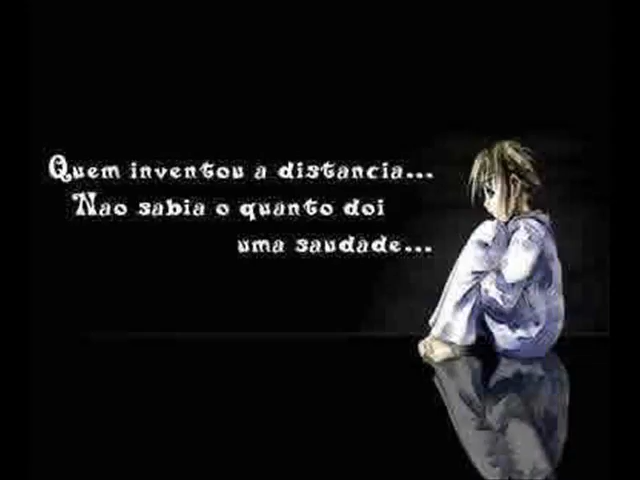 Quem inventou a distancia...
Nao sabia o quanto doi
uma saudade...